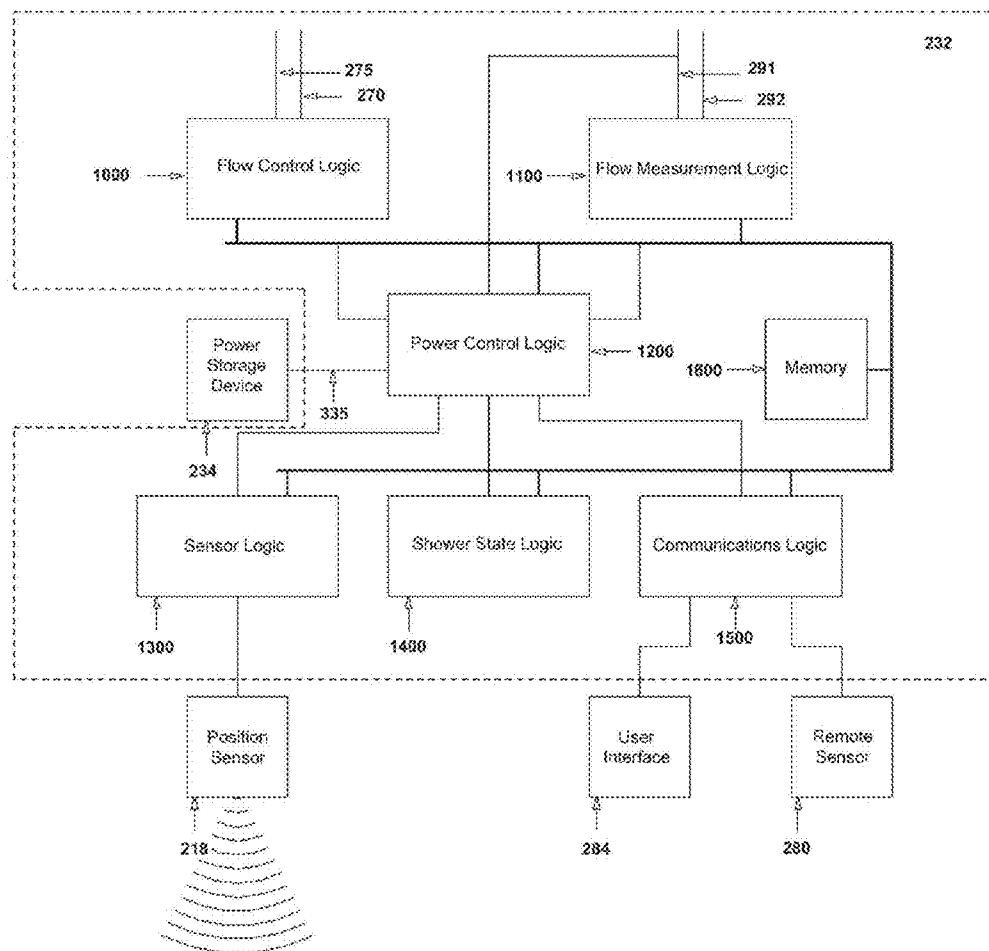 232
275
270
291
292
1000
Flow Control Logic
1100
Flow Measurement Logic
Power
Storage
Device
Power Control Logic
1200
1600
Memory
335
234
Sensor Logic
Shower State Logic
Communications Logic
1300
1400
1500
Position
Sensor
User
Interface
Remote
Sensor
218
284
280